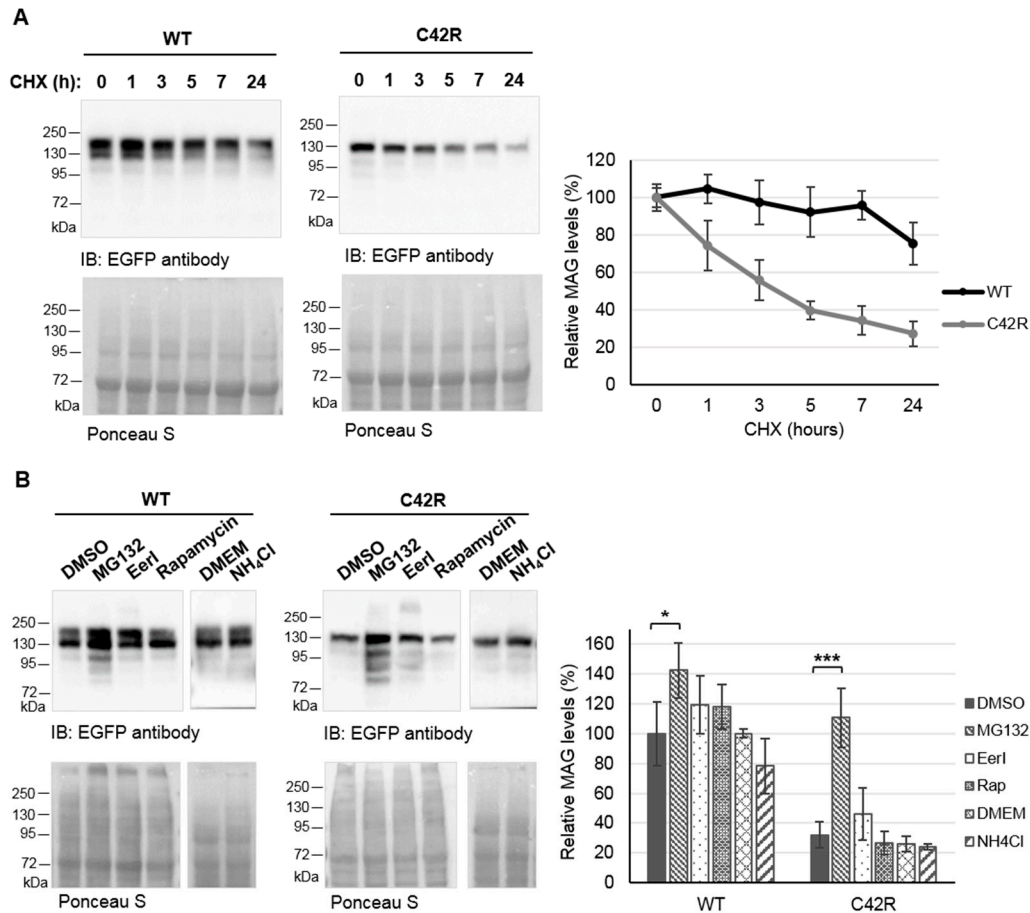 A
WT
C42R
CHX (h): 0 1 3 5 7 24
0 1 3 5 7 24
250
130
95
72
kDa
250
130
95
72
kDa
IB: EGFP antibody
IB: EGFP antibody
250
130
95
72
kDa
250
130
95
72
kDa
Ponceau S
Ponceau S
Relative MAG levels (%)
120
100
80
60
40
20
0
0 1 3 5 7 24
CHX (hours)
WT
C42R
B
WT
C42R
DMSO MG132 EerI Rapamycin DMEM NH4Cl
DMSO MG132 EerI Rapamycin DMEM NH4Cl
250
130
95
72
kDa
250
130
95
72
kDa
IB: EGFP antibody
IB: EGFP antibody
250
130
95
72
kDa
250
130
95
72
kDa
Ponceau S
Ponceau S
Relative MAG levels (%)
160
140
120
100
80
60
40
20
0
*
***
WT C42R
DMSO
MG132
EerI
Rap
DMEM
NH4Cl